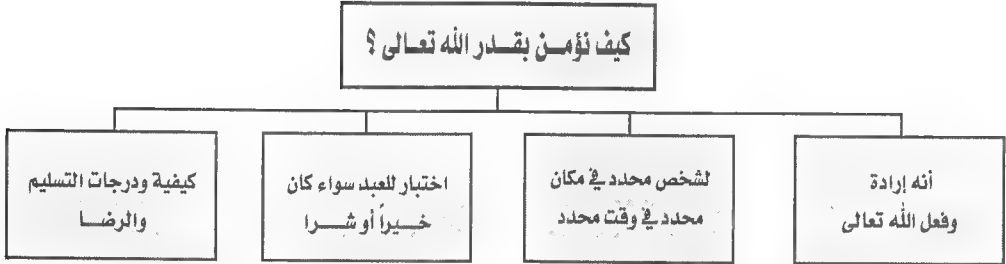 كيف نؤمن بقدر الله تعالى ؟
أنه إرادة
وفعل الله تعالى
لشخص محدد في مكان
محدد في وقت محدد
اختبار للعبد سواء كان
خيراً أو شرا
كيفية ودرجات التسليم
والرضا